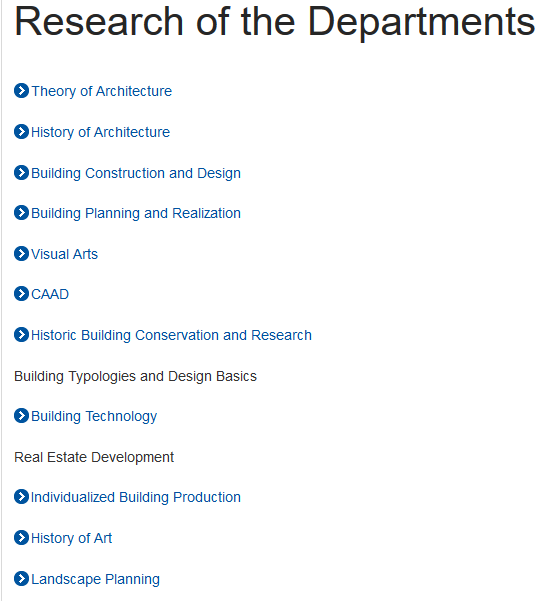 Research of the Departments
Theory of Architecture
History of Architecture
Building Construction and Design
Building Planning and Realization
Visual Arts
CAAD
Historic Building Conservation and Research
Building Typologies and Design Basics
Building Technology
Real Estate Development
Individualized Building Production
History of Art
Landscape Planning